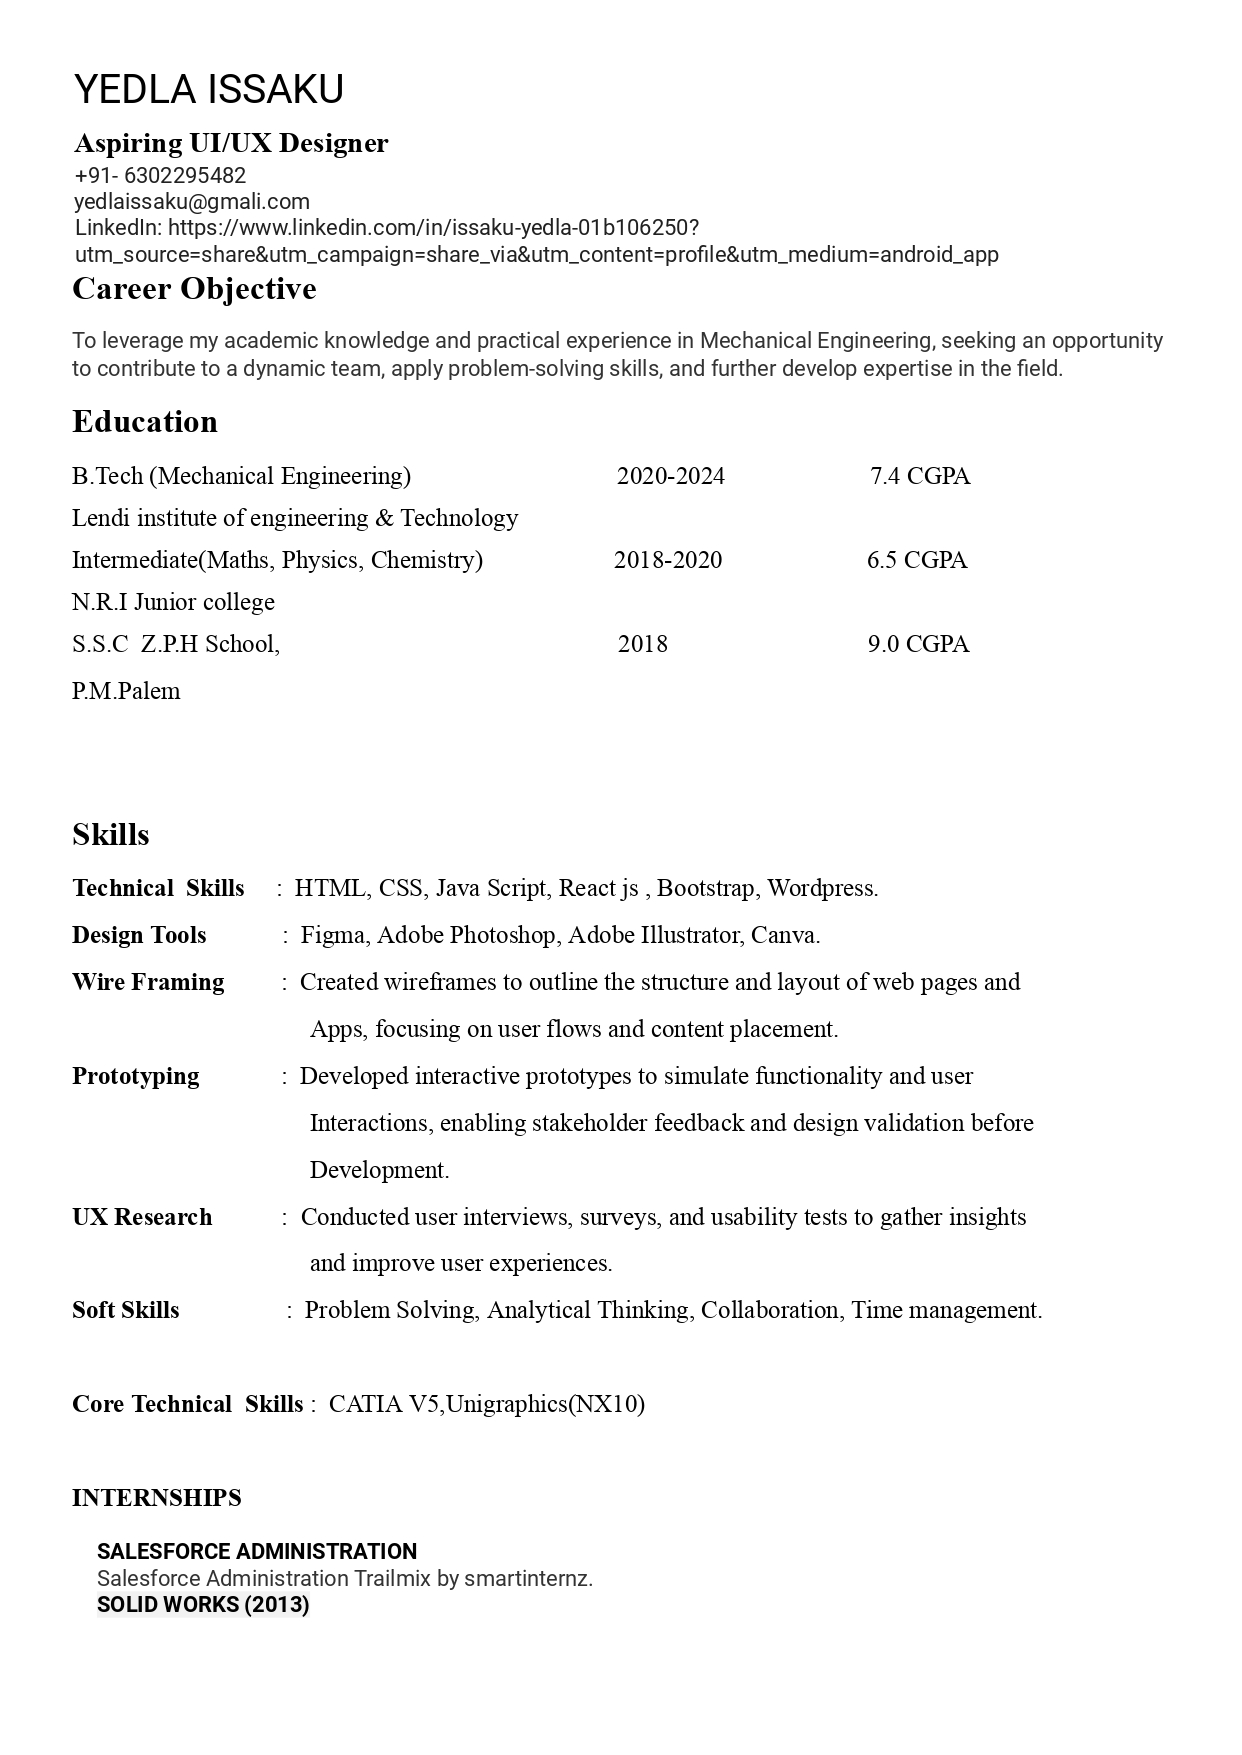 YEDLA ISSAKU
Aspiring UI/UX Designer
+91- 6302295482
yedlaissaku@gmali.com
LinkedIn: https://www.linkedin.com/in/issaku-yedla-01b106250?
utm_source=share&utm_campaign=share_via&utm_content=profile&utm_medium=android_app
Career Objective
To leverage my academic knowledge and practical experience in Mechanical Engineering, seeking an opportunity
to contribute to a dynamic team, apply problem-solving skills, and further develop expertise in the field.
Education
B.Tech (Mechanical Engineering) 2020-2024 7.4 CGPA
Lendi institute of engineering & Technology
Intermediate(Maths, Physics, Chemistry) 2018-2020 6.5 CGPA
N.R.I Junior college
S.S.C Z.P.H School, 2018 9.0 CGPA
P.M.Palem
Skills
Technical Skills : HTML, CSS, Java Script, React js , Bootstrap, Wordpress.
Design Tools : Figma, Adobe Photoshop, Adobe Illustrator, Canva.
Wire Framing : Created wireframes to outline the structure and layout of web pages and
Apps, focusing on user flows and content placement.
Prototyping : Developed interactive prototypes to simulate functionality and user
Interactions, enabling stakeholder feedback and design validation before
Development.
UX Research : Conducted user interviews, surveys, and usability tests to gather insights
and improve user experiences.
Soft Skills : Problem Solving, Analytical Thinking, Collaboration, Time management.
Core Technical Skills : CATIA V5,Unigraphics(NX10)
INTERNSHIPS
SALESFORCE ADMINISTRATION
Salesforce Administration Trailmix by smartinternz.
SOLID WORKS (2013)